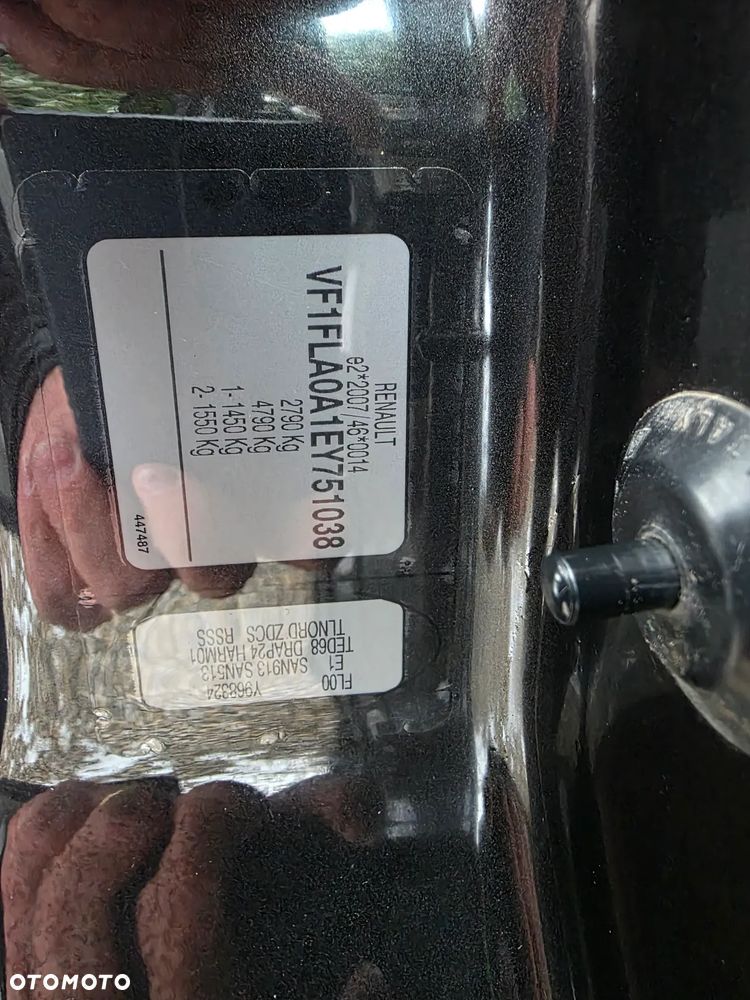 RENAULT
e2*2007/46*0014
VF1FLA0A1EY751038
2790 Kg
4790 Kg
1- 1450 Kg
2- 1550 Kg
447487
FL00 Y968324
E1 SAN913 SAN513
TED68 DRAP24 HARM01
TLNORD ZDCS RSSS
OTOMOTO